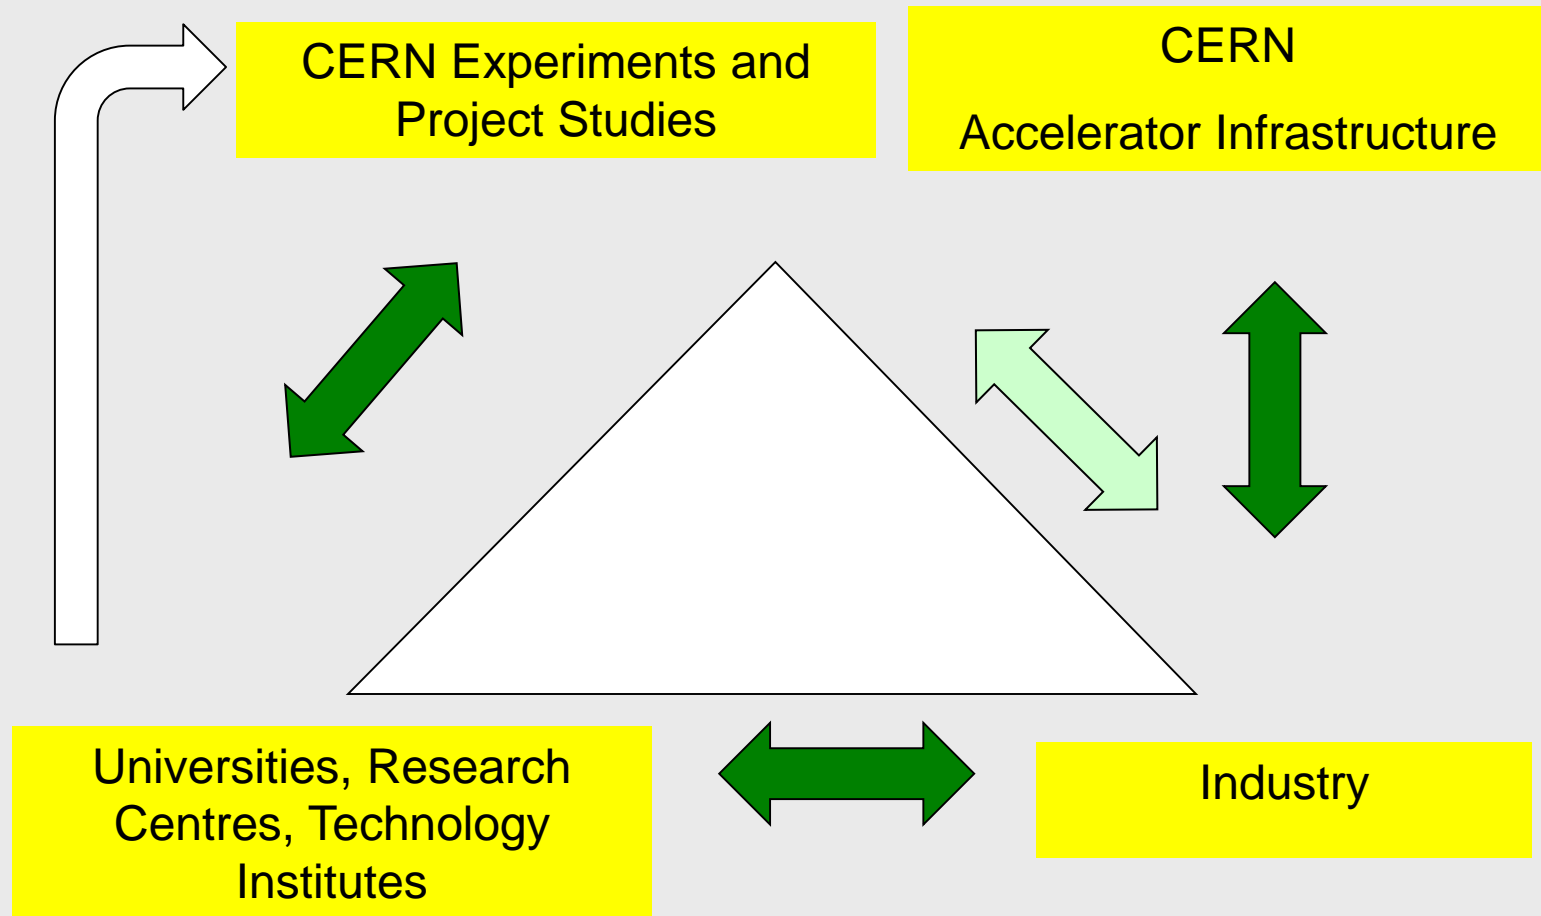 CERN Experiments and
Project Studies
CERN
Accelerator Infrastructure
Universities, Research
Centres, Technology
Institutes
Industry